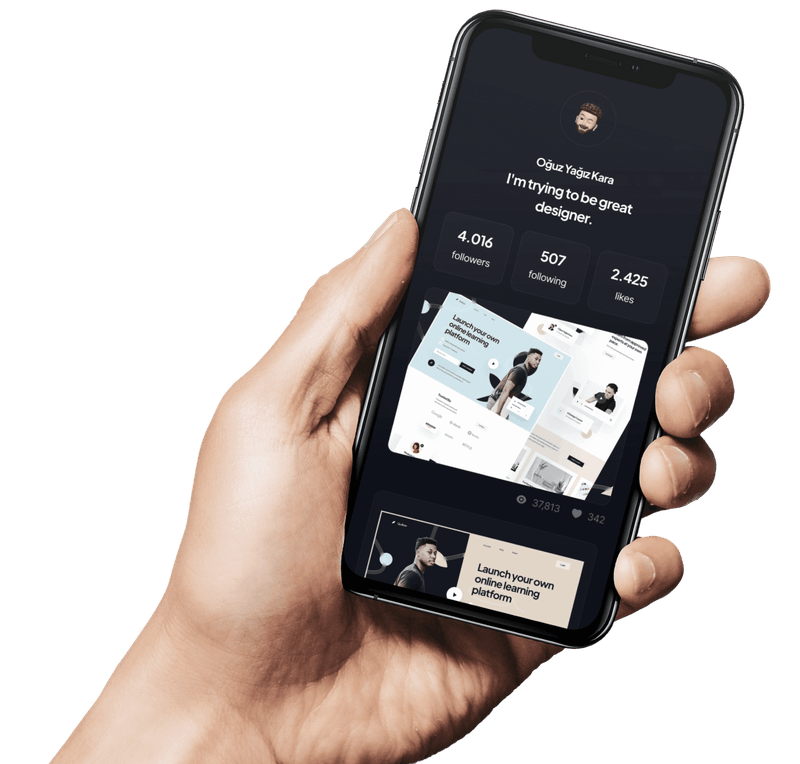 Oğuz Yağız Kara
I'm trying to be great
designer.
4.016
followers
507
following
2.425
likes
Launch your own
online learning
platform
Google
37,813
342
Launch your own
online learning
platform